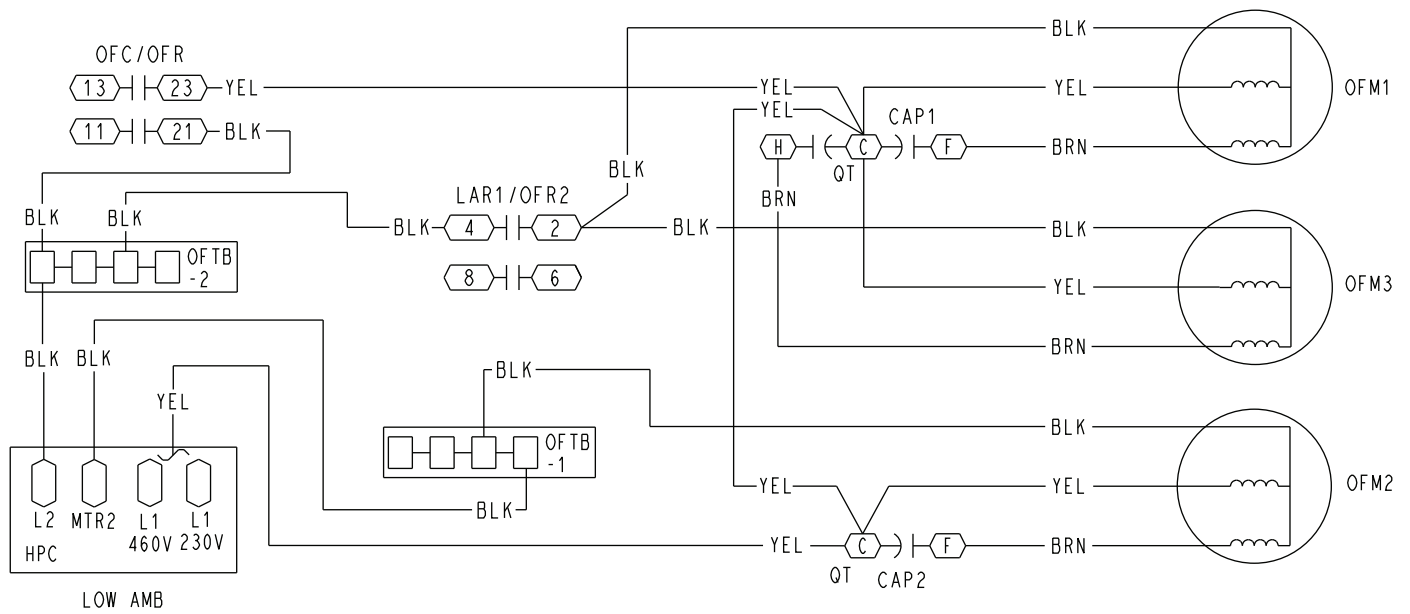 BLK
OFC/OFR
13 23 YEL YEL YEL OFM1
YEL CAP1
11 21 BLK
H C F BRN
QT
BLK
BRN
LAR1/OFR2
BLK BLK
BLK 4 2 BLK BLK
OFTB
-2
8 6
YEL OFM3
BLK BLK
BRN
BLK
YEL
BLK
OFTB
-1
YEL YEL OFM2
BLK
L2 MTR2 L1 L1
460V 230V
HPC
YEL C F BRN
QT CAP2
LOW AMB